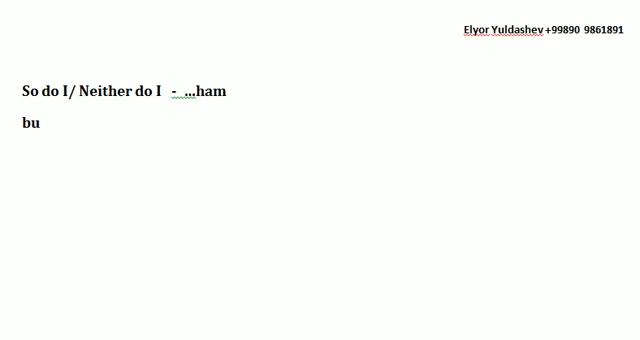 Elyor Yuldashev +99890 9861891
So do I/ Neither do I - ...ham
bu